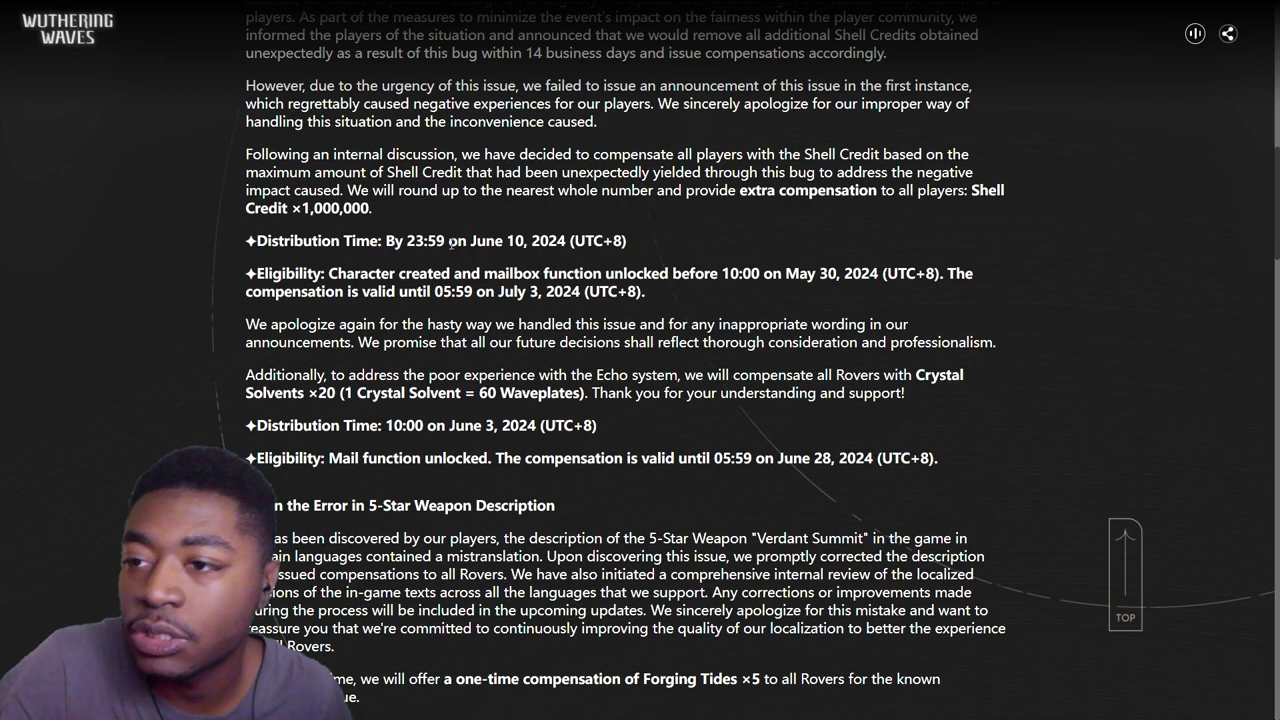 WUTHERING
WAVES
players. As part of the measures to minimize the event's impact on the fairness within the player community, we
informed the players of the situation and announced that we would remove all additional Shell Credits obtained
unexpectedly as a result of this bug within 14 business days and issue compensations accordingly.
However, due to the urgency of this issue, we failed to issue an announcement of this issue in the first instance,
which regrettably caused negative experiences for our players. We sincerely apologize for our improper way of
handling this situation and the inconvenience caused.
Following an internal discussion, we have decided to compensate all players with the Shell Credit based on the
maximum amount of Shell Credit that had been unexpectedly yielded through this bug to address the negative
impact caused. We will round up to the nearest whole number and provide extra compensation to all players: Shell
Credit ×1,000,000.
✦Distribution Time: By 23:59 on June 10, 2024 (UTC+8)
✦Eligibility: Character created and mailbox function unlocked before 10:00 on May 30, 2024 (UTC+8). The
compensation is valid until 05:59 on July 3, 2024 (UTC+8).
We apologize again for the hasty way we handled this issue and for any inappropriate wording in our
announcements. We promise that all our future decisions shall reflect thorough consideration and professionalism.
Additionally, to address the poor experience with the Echo system, we will compensate all Rovers with Crystal
Solvents ×20 (1 Crystal Solvent = 60 Waveplates). Thank you for your understanding and support!
✦Distribution Time: 10:00 on June 3, 2024 (UTC+8)
✦Eligibility: Mail function unlocked. The compensation is valid until 05:59 on June 28, 2024 (UTC+8).
the Error in 5-Star Weapon Description
has been discovered by our players, the description of the 5-Star Weapon "Verdant Summit" in the game in
languages contained a mistranslation. Upon discovering this issue, we promptly corrected the description
issued compensations to all Rovers. We have also initiated a comprehensive internal review of the localized
of the in-game texts across all the languages that we support. Any corrections or improvements made
during the process will be included in the upcoming updates. We sincerely apologize for this mistake and want to
reassure you that we're committed to continuously improving the quality of our localization to better the experience
Rovers.
we will offer a one-time compensation of Forging Tides ×5 to all Rovers for the known
TOP